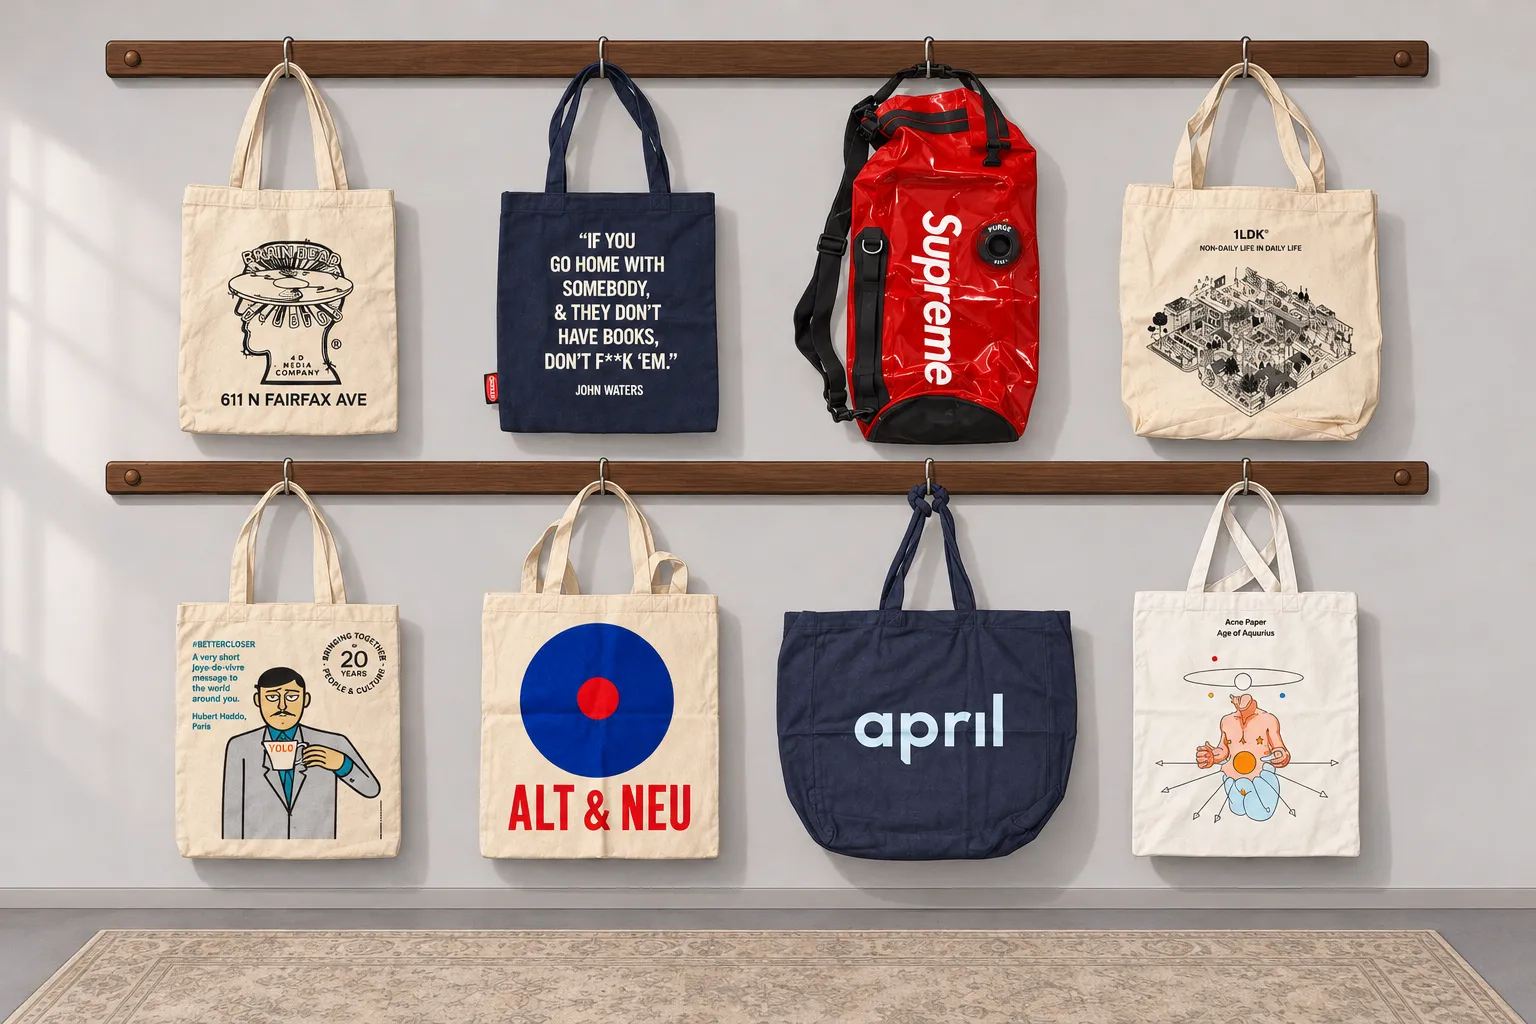 BRAIN DEAD
®
4D
MEDIA
COMPANY
611 N FAIRFAX AVE
“IF YOU
GO HOME WITH
SOMEBODY,
& THEY DON’T
HAVE BOOKS,
DON’T F**K ‘EM.”
JOHN WATERS
Supreme
PURGE
1LDK®
NON-DAILY LIFE IN DAILY LIFE
#BETTERCLOSER
A very short
joye-de-vivre
message to
the world
around you.
Hubert Haddo,
Paris
BRINGING TOGETHER
20
YEARS
PEOPLE & CULTURE
YOLO
ALT & NEU
april
Acne Paper
Age of Aquurius